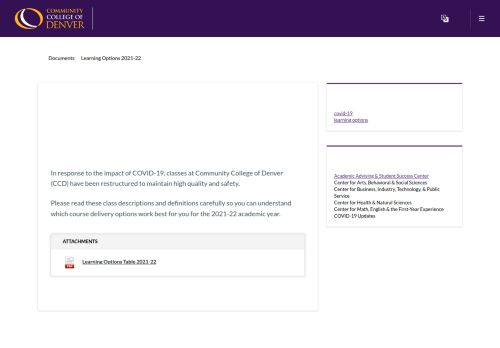 COMMUNITY
COLLEGE OF
DENVER
Documents Learning Options 2021-22
In response to the impact of COVID-19, classes at Community College of Denver
(CCD) have been restructured to maintain high quality and safety.
Please read these class descriptions and definitions carefully so you can understand
which course delivery options work best for you for the 2021-22 academic year.
ATTACHMENTS
Learning Options Table 2021-22
covid-19
learning options
Academic Advising & Student Success Center
Center for Arts, Behavioral & Social Sciences
Center for Business, Industry, Technology, & Public
Service
Center for Health & Natural Sciences
Center for Math, English & the First-Year Experience
COVID-19 Updates